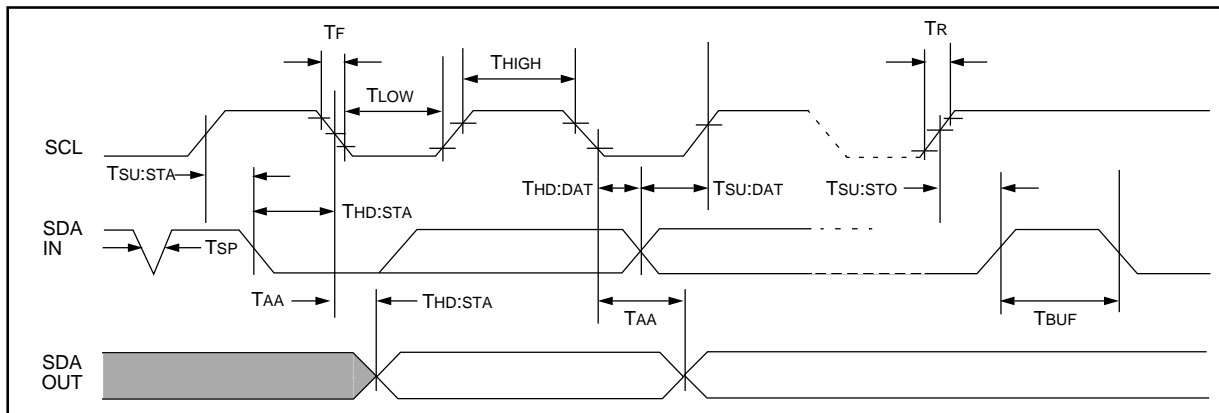 TF
TR
THIGH
TLOW
SCL
TSU:STA
THD:DAT
TSU:DAT
TSU:STO
THD:STA
SDA
IN
TSP
TAA
THD:STA
TAA
TBUF
SDA
OUT